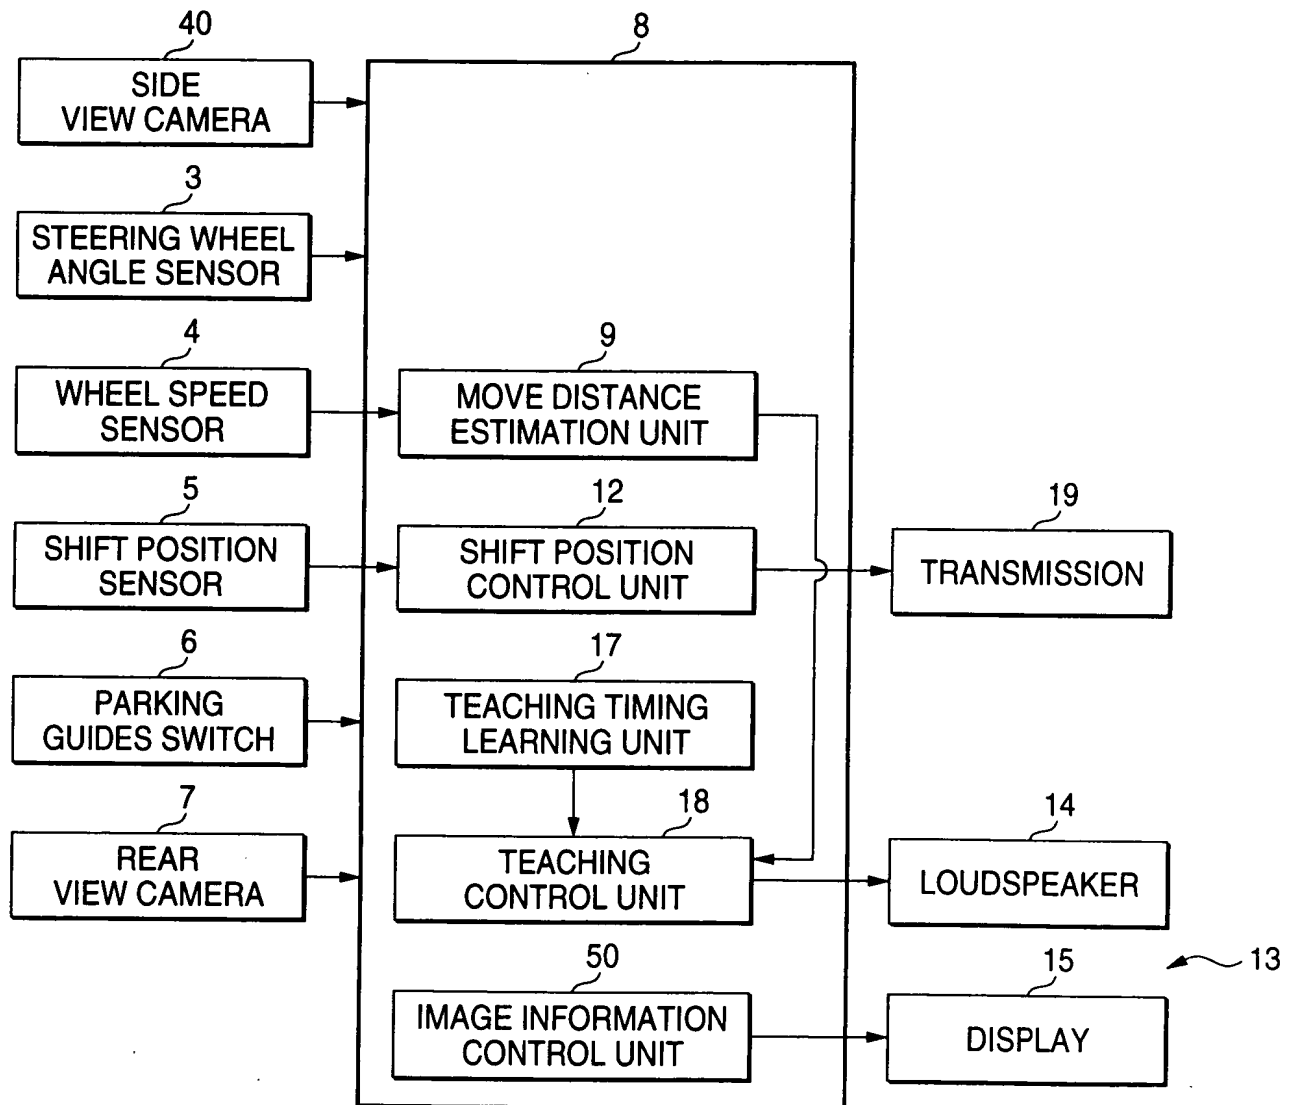 40
8
SIDE
VIEW CAMERA
3
STEERING WHEEL
ANGLE SENSOR
4
9
WHEEL SPEED
SENSOR
MOVE DISTANCE
ESTIMATION UNIT
5
12
19
SHIFT POSITION
SENSOR
SHIFT POSITION
CONTROL UNIT
TRANSMISSION
6
17
PARKING
GUIDES SWITCH
TEACHING TIMING
LEARNING UNIT
7
18
14
REAR
VIEW CAMERA
TEACHING
CONTROL UNIT
LOUDSPEAKER
13
50
15
IMAGE INFORMATION
CONTROL UNIT
DISPLAY